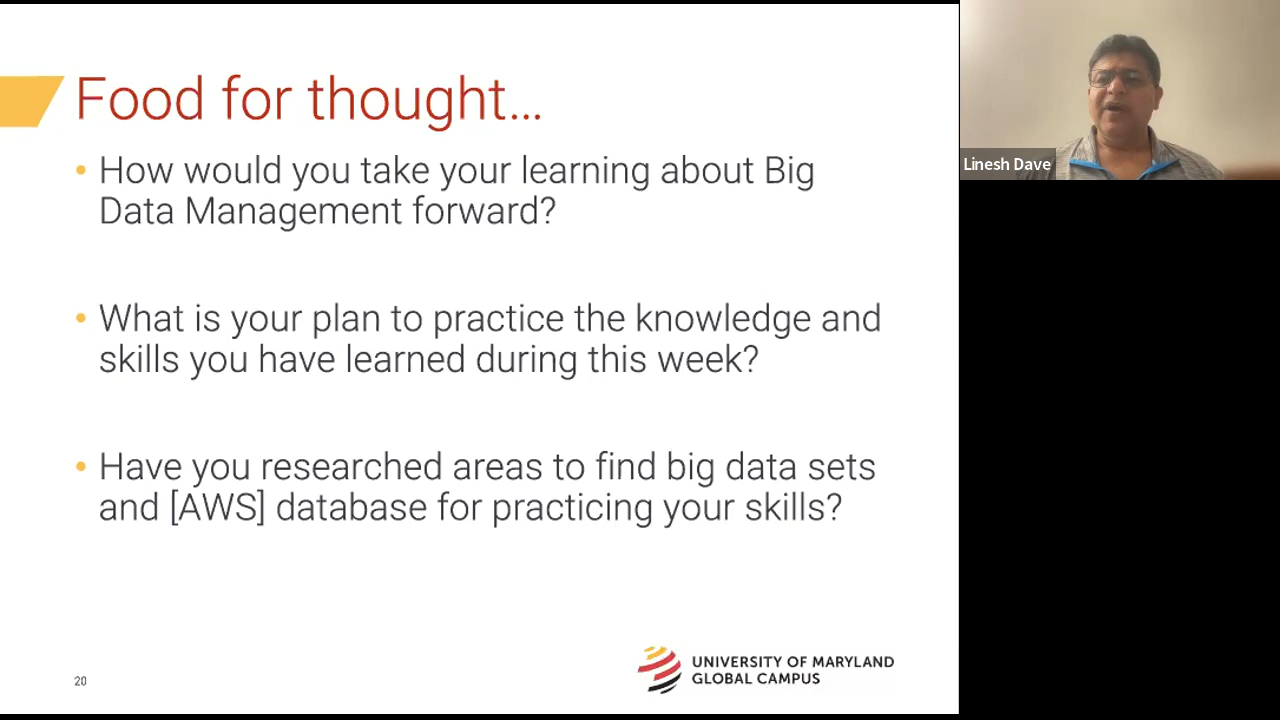 Food for thought...
• How would you take your learning about Big
Data Management forward?
• What is your plan to practice the knowledge and
skills you have learned during this week?
• Have you researched areas to find big data sets
and [AWS] database for practicing your skills?
20
UNIVERSITY OF MARYLAND
GLOBAL CAMPUS
Linesh Dave